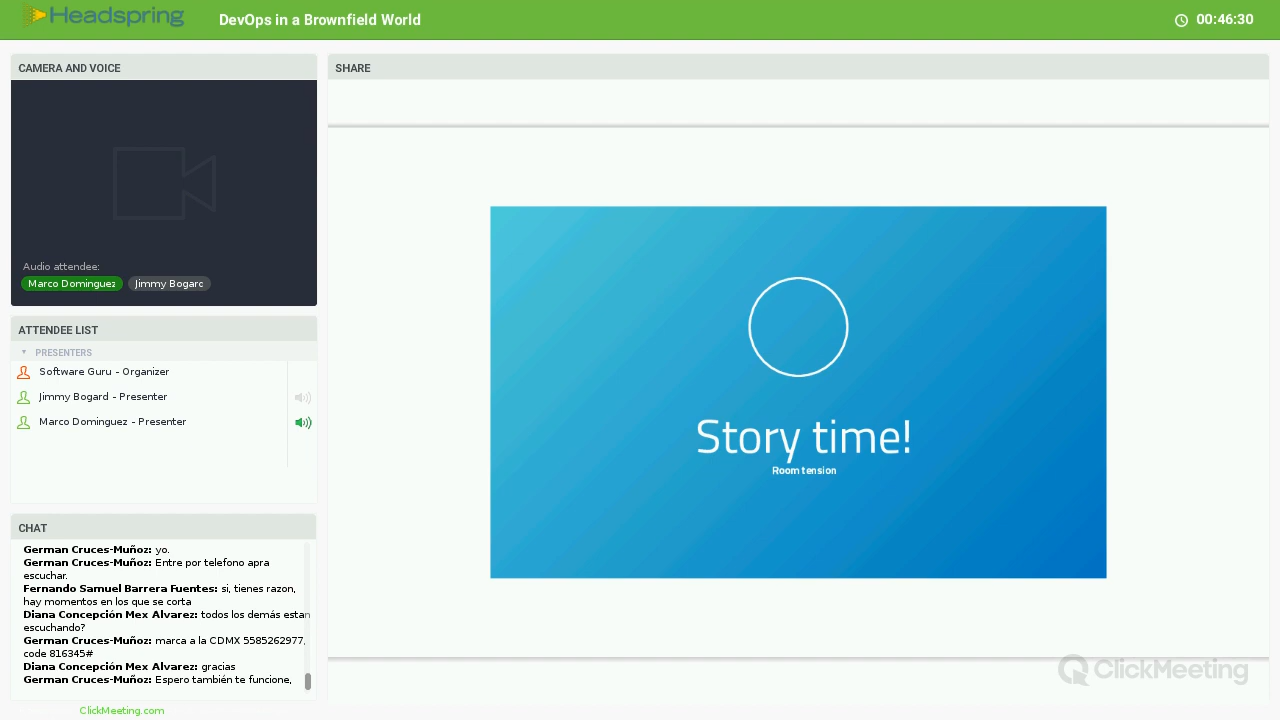 Headspring
DevOps in a Brownfield World
00:46:30
CAMERA AND VOICE
Audio attendee:
Marco Dominguez
Jimmy Bogard
ATTENDEE LIST
PRESENTERS
Software Guru - Organizer
Jimmy Bogard - Presenter
Marco Dominguez - Presenter
CHAT
German Cruces-Muñoz: yo.
German Cruces-Muñoz: Entre por telefono apra
escuchar.
Fernando Samuel Barrera Fuentes: si, tienes razon,
hay momentos en los que se corta
Diana Concepción Mex Alvarez: todos los demás estan
escuchando?
German Cruces-Muñoz: marca a la CDMX 5585262977,
code 816345#
Diana Concepción Mex Alvarez: gracias
German Cruces-Muñoz: Espero también te funcione,
ClickMeeting.com
SHARE
Story time!
Room tension
ClickMeeting